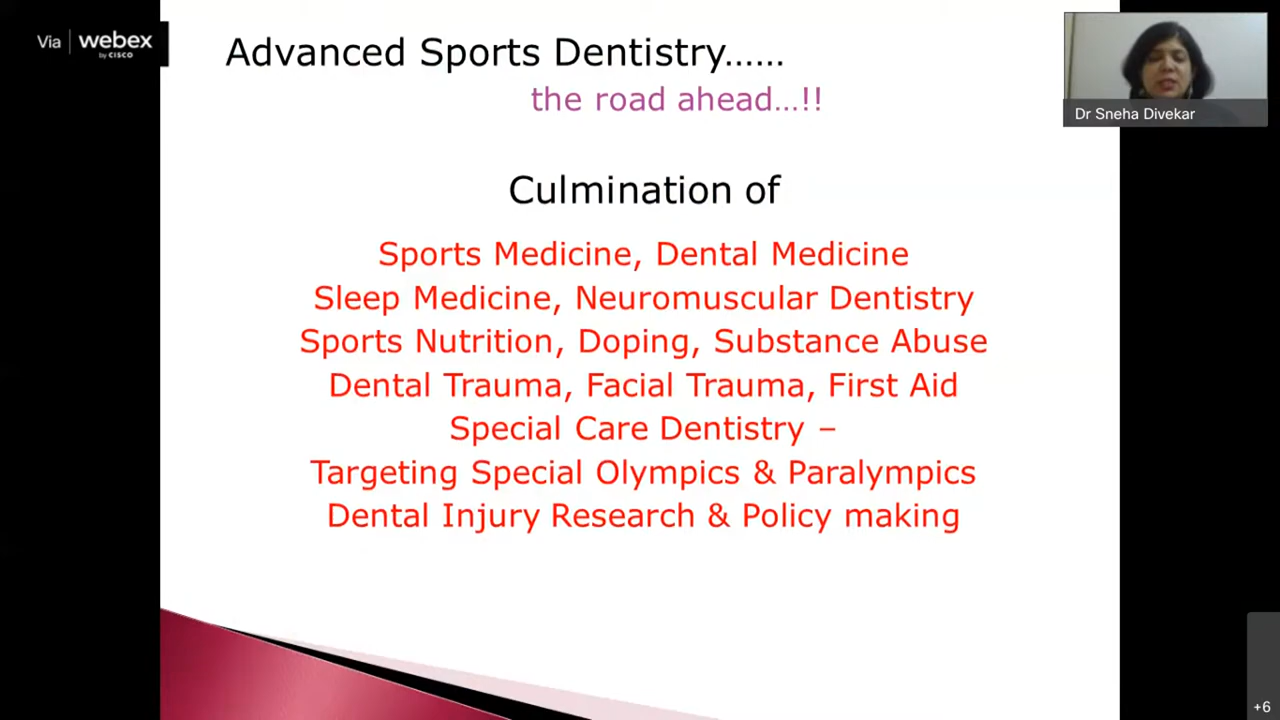 Via webex
by CISCO
Advanced Sports Dentistry......
the road ahead...!!
Dr Sneha Divekar
Culmination of
Sports Medicine, Dental Medicine
Sleep Medicine, Neuromuscular Dentistry
Sports Nutrition, Doping, Substance Abuse
Dental Trauma, Facial Trauma, First Aid
Special Care Dentistry –
Targeting Special Olympics & Paralympics
Dental Injury Research & Policy making
+6